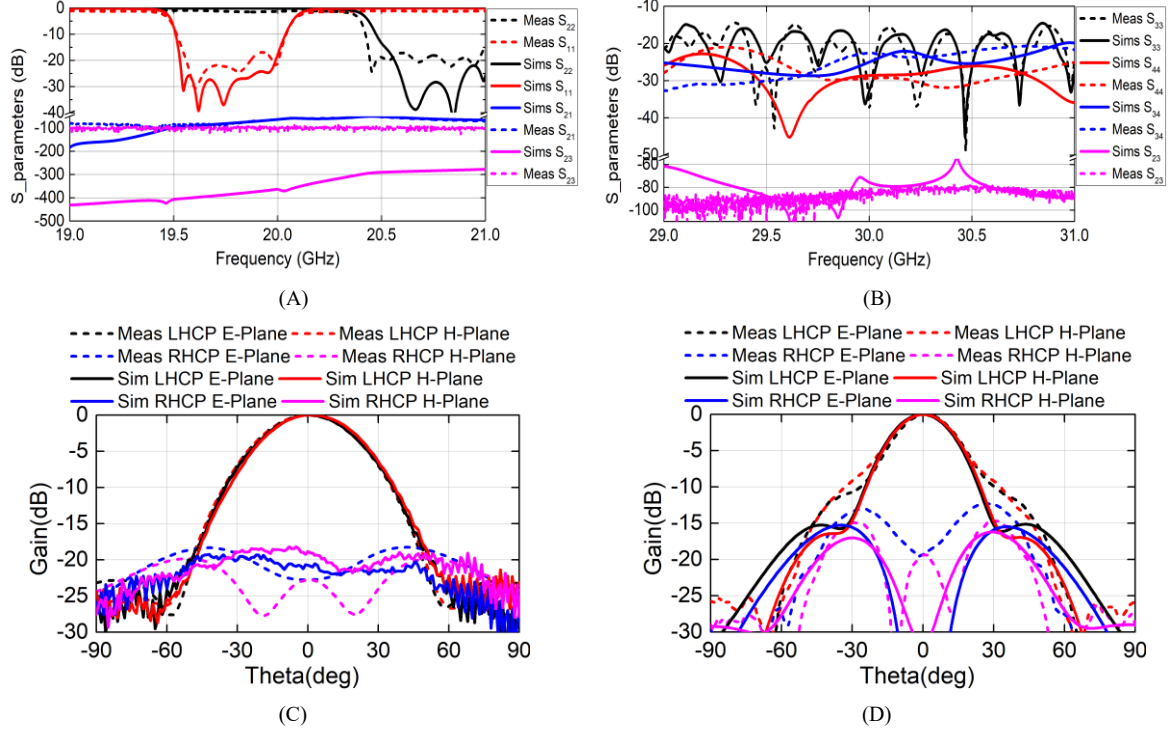 S_parameters (dB)
0
-10
-20
-30
-40
-100
-200
-300
-400
-500
19.0
19.5
20.0
20.5
21.0
Frequency (GHz)
Meas S22
Meas S11
Sims S22
Sims S11
Sims S21
Meas S21
Sims S23
Meas S23
(A)
S_parameters (dB)
-10
-20
-30
-40
50
-60
-80
-100
29.0
29.5
30.0
30.5
31.0
Frequency (GHz)
Meas S33
Sims S33
Sims S44
Meas S44
Sims S34
Meas S34
Sims S23
Meas S23
(B)
Meas LHCP E-Plane Meas LHCP H-Plane
Meas RHCP E-Plane Meas RHCP H-Plane
Sim LHCP E-Plane Sim LHCP H-Plane
Sim RHCP E-Plane Sim RHCP H-Plane
Gain(dB)
0
-5
-10
-15
-20
-25
-30
-90 -60 -30 0 30 60 90
Theta(deg)
(C)
Meas LHCP E-Plane Meas LHCP H-Plane
Meas RHCP E-Plane Meas RHCP H-Plane
Sim LHCP E-Plane Sim LHCP H-Plane
Sim RHCP E-Plane Sim RHCP H-Plane
Gain(dB)
0
-5
-10
-15
-20
-25
-30
-90 -60 -30 0 30 60 90
Theta(deg)
(D)